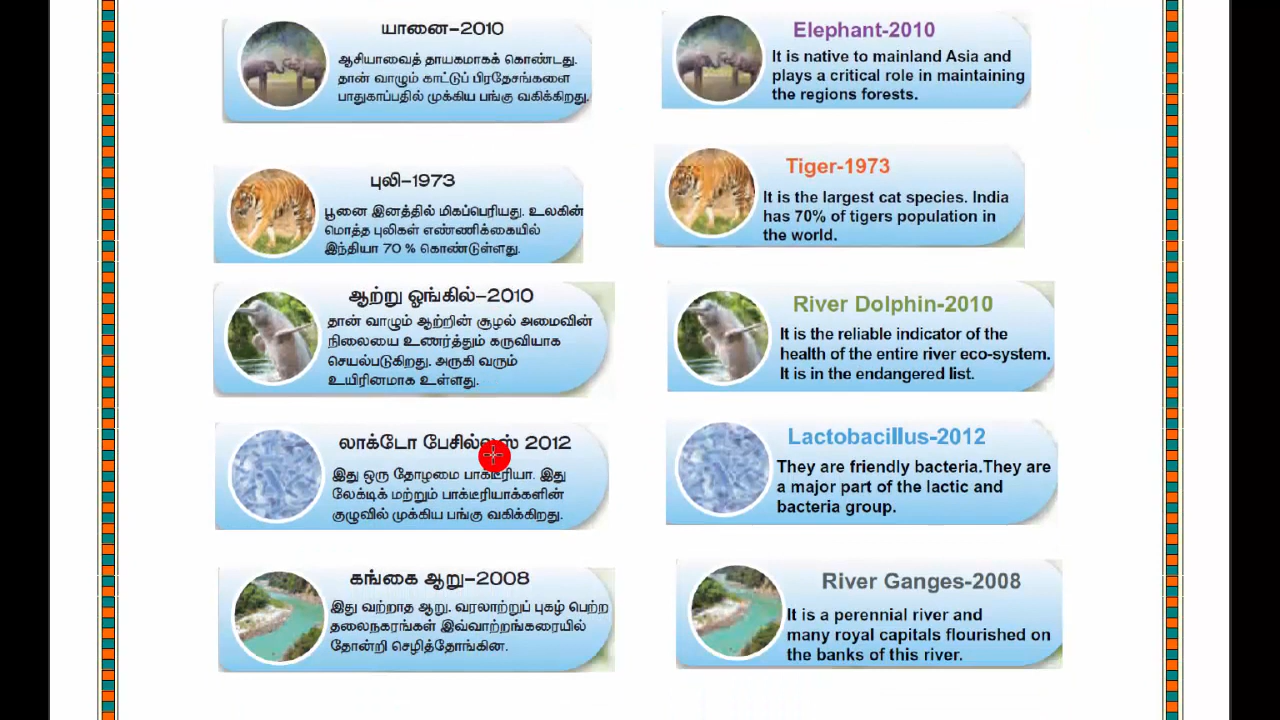 யானை–2010
ஆசியாவைத் தாயகமாகக் கொண்டது.
தான் வாழும் காட்டுப் பிரதேசங்களை
பாதுகாப்பதில் முக்கிய பங்கு வகிக்கிறது.
Elephant-2010
It is native to mainland Asia and
plays a critical role in maintaining
the regions forests.
புலி–1973
பூனை இனத்தில் மிகப்பெரியது. உலகின்
மொத்த புலிகள் எண்ணிக்கையில்
இந்தியா 70 % கொண்டுள்ளது.
Tiger-1973
It is the largest cat species. India
has 70% of tigers population in
the world.
ஆற்று ஓங்கில்–2010
தான் வாழும் ஆற்றின் சூழல் அமைவின்
நிலையை உணர்த்தும் கருவியாக
செயல்படுகிறது. அருகி வரும்
உயிரினமாக உள்ளது.
River Dolphin-2010
It is the reliable indicator of the
health of the entire river eco-system.
It is in the endangered list.
லாக்டோ பேசில்லஸ் 2012
இது ஒரு தோழமை பாக்டீரியா. இது
லேக்டிக் மற்றும் பாக்டீரியாக்களின்
குழுவில் முக்கிய பங்கு வகிக்கிறது.
Lactobacillus-2012
They are friendly bacteria.They are
a major part of the lactic and
bacteria group.
கங்கை ஆறு–2008
இது வற்றாத ஆறு. வரலாற்றுப் புகழ் பெற்ற
தலைநகரங்கள் இவ்வாற்றங்கரையில்
தோன்றி செழித்தோங்கின.
River Ganges-2008
It is a perennial river and
many royal capitals flourished on
the banks of this river.